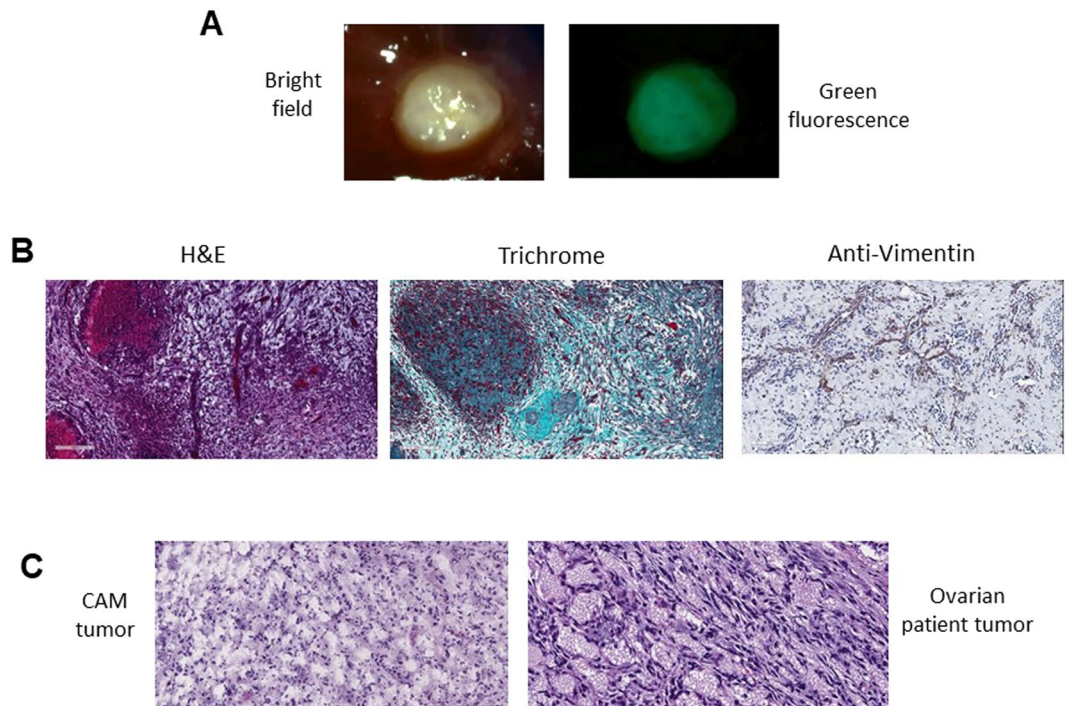 A
Bright
field
Green
fluorescence
B
H&E
Trichrome
Anti-Vimentin
C
CAM
tumor
Ovarian
patient tumor